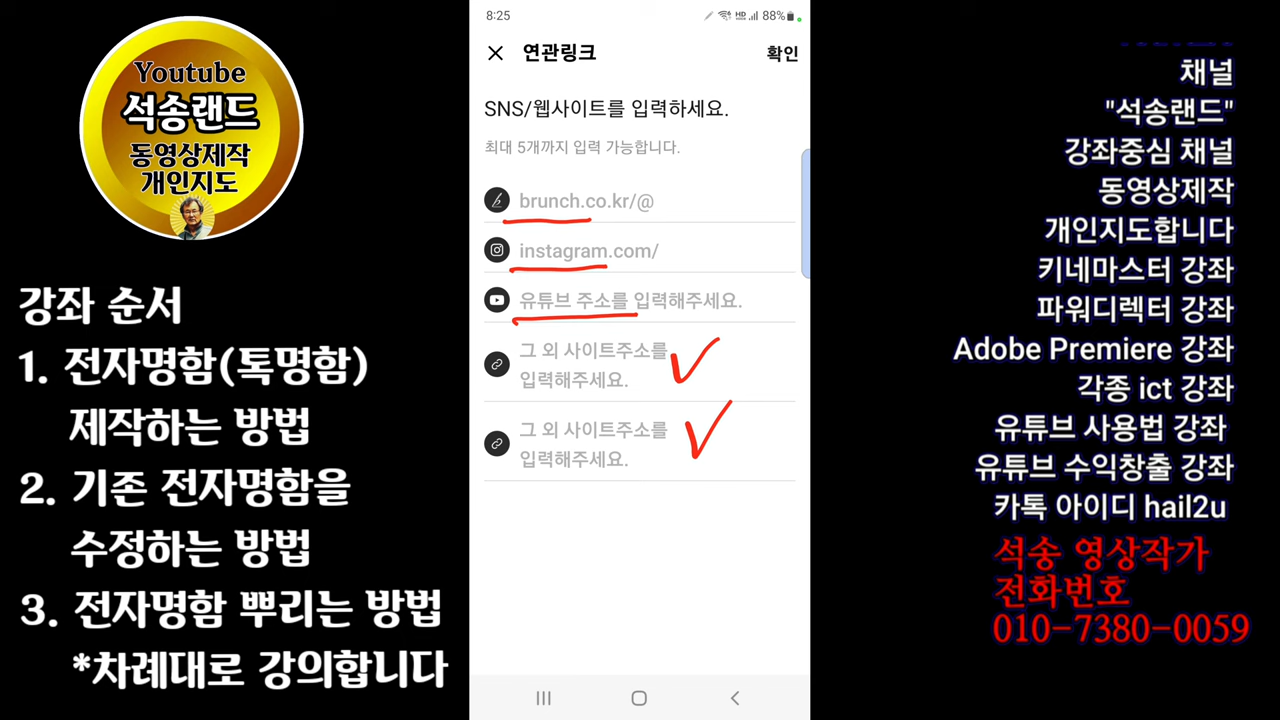 Youtube
석송랜드
동영상제작
개인지도
강좌 순서
1. 전자명함(톡명함)
제작하는 방법
2. 기존 전자명함을
수정하는 방법
3. 전자명함 뿌리는 방법
*차례대로 강의합니다
8:25
88%
연관링크
확인
SNS/웹사이트를 입력하세요.
최대 5개까지 입력 가능합니다.
brunch.co.kr/@
instagram.com/
유튜브 주소를 입력해주세요.
그 외 사이트주소를
입력해주세요.
그 외 사이트주소를
입력해주세요.
채널
"석송랜드"
강좌중심 채널
동영상제작
개인지도합니다
키네마스터 강좌
파워디렉터 강좌
Adobe Premiere 강좌
각종 ict 강좌
유튜브 사용법 강좌
유튜브 수익창출 강좌
카톡 아이디 hail2u
석송 영상작가
전화번호
010-7380-0059